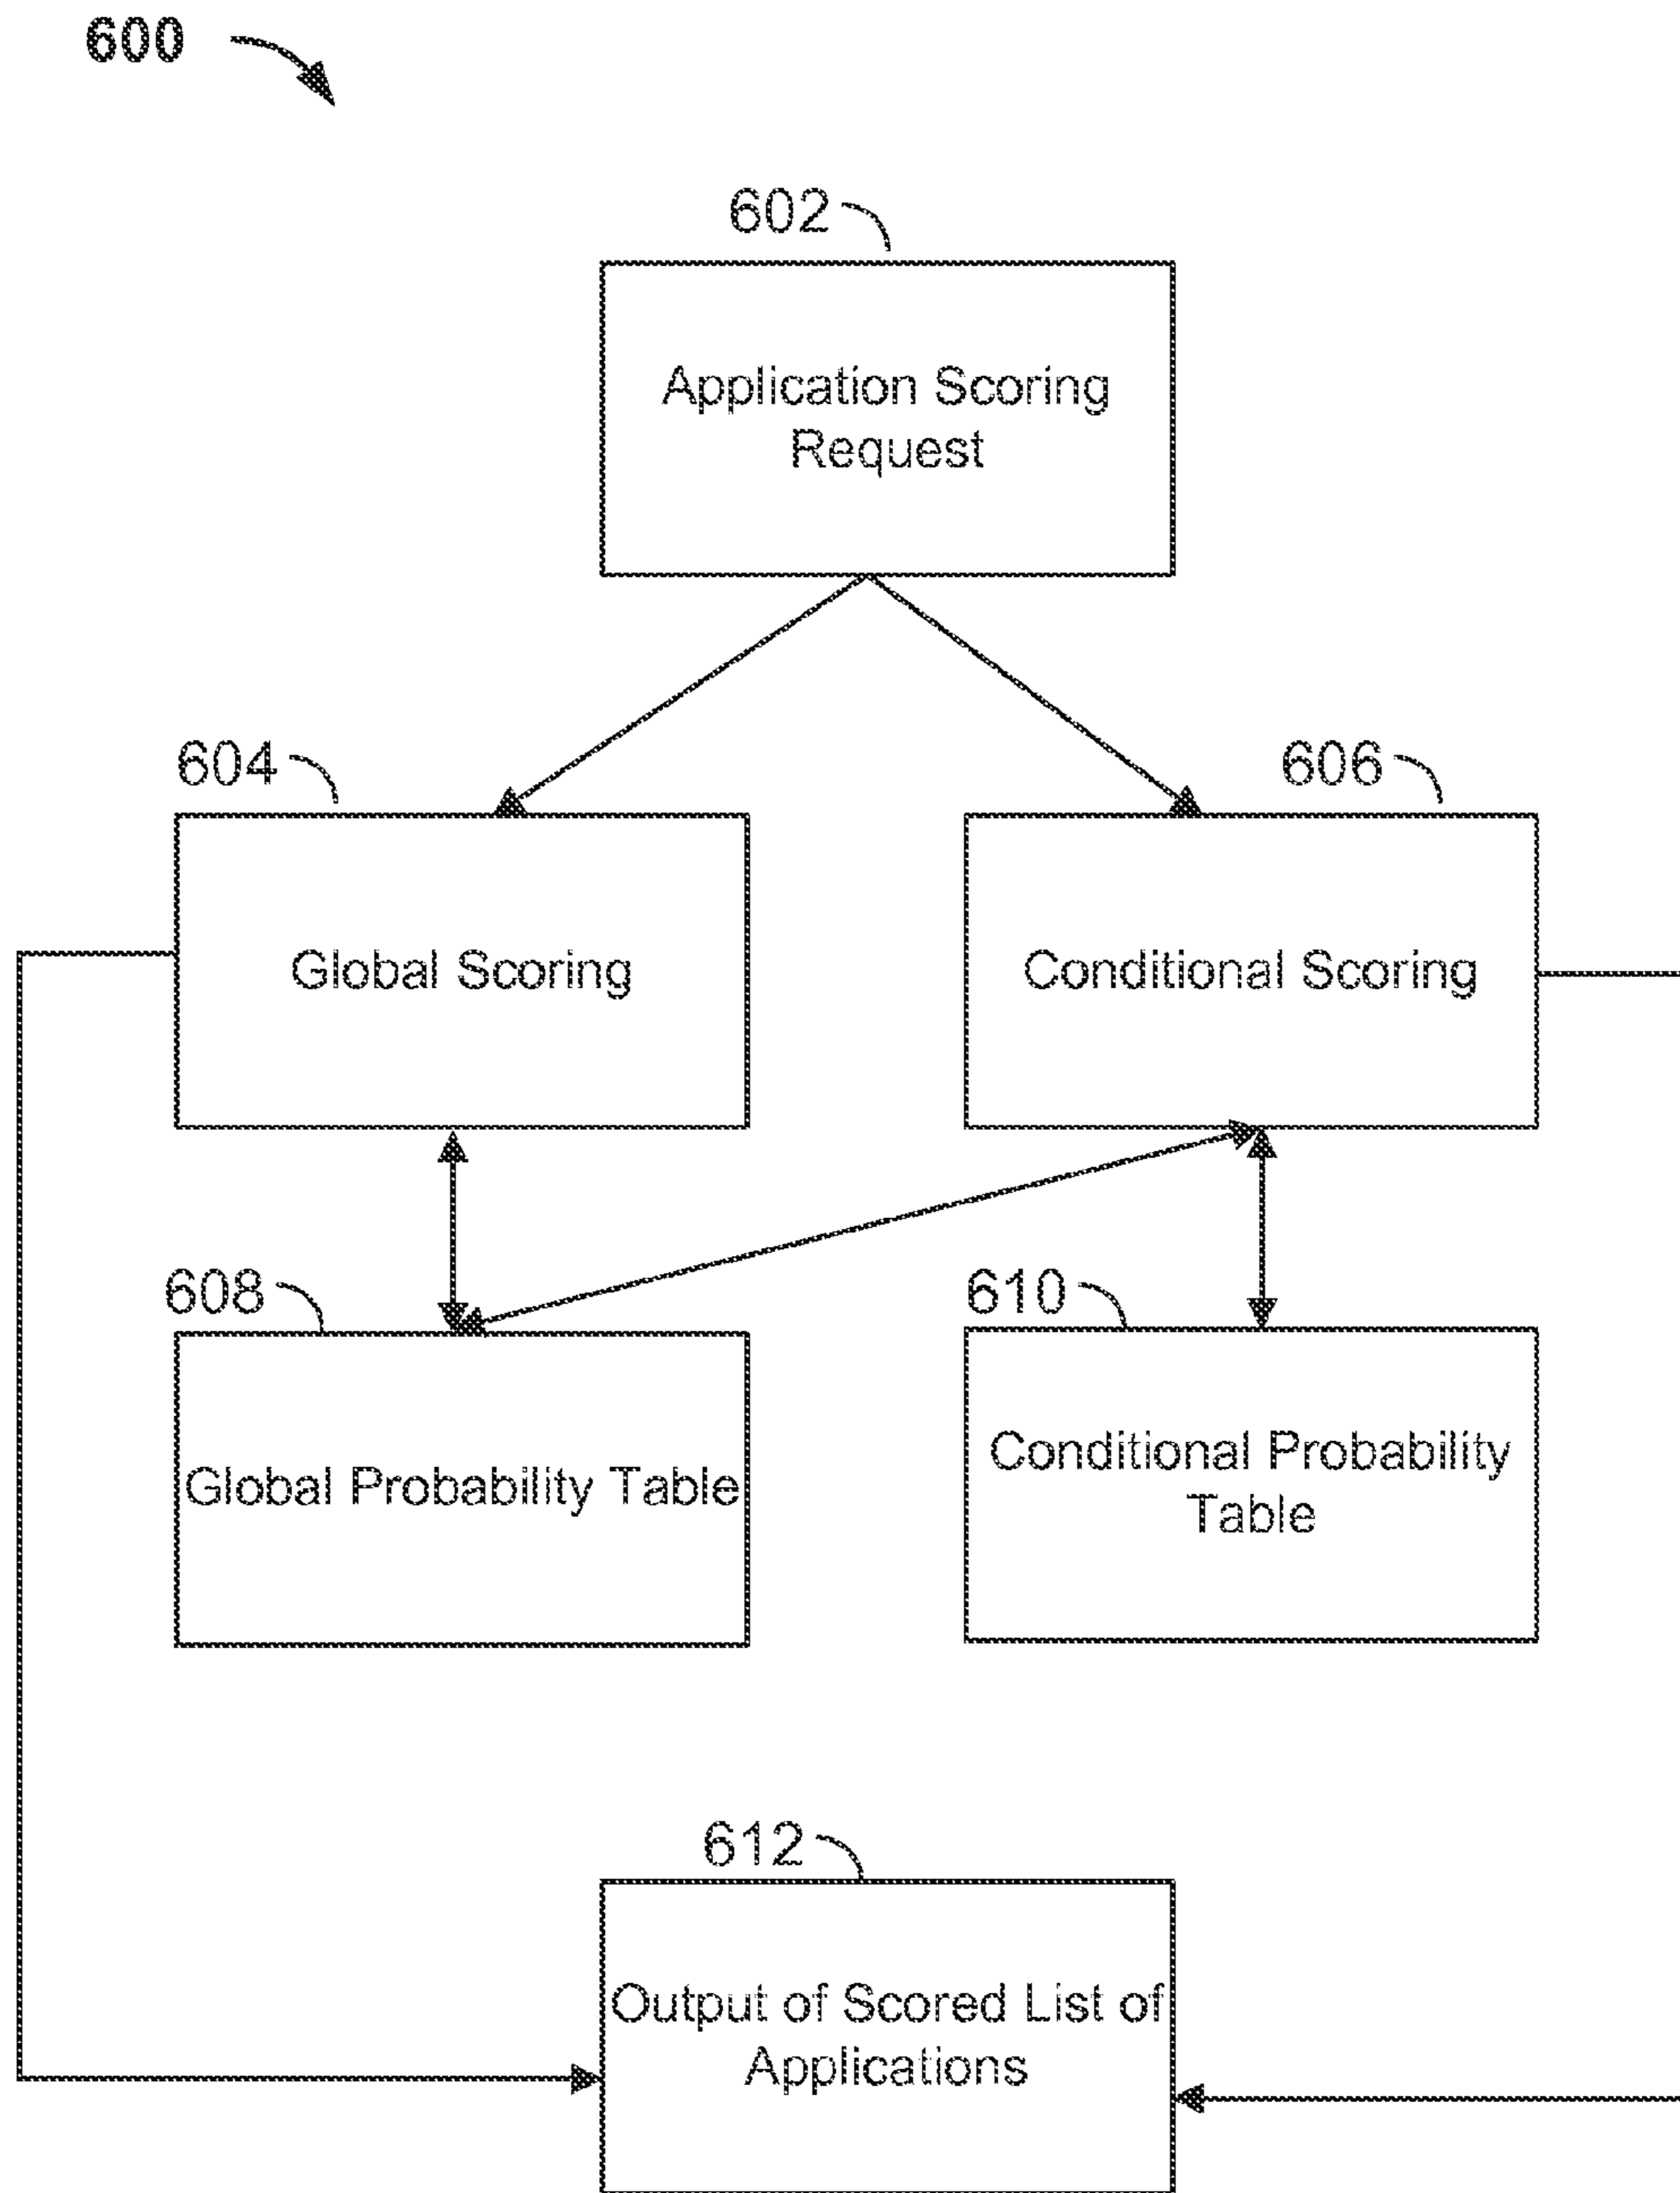 600
602
Application Scoring
Request
604
606
Global Scoring
Conditional Scoring
608
610
Global Probability Table
Conditional Probability
Table
612
Output of Scored List of
Applications